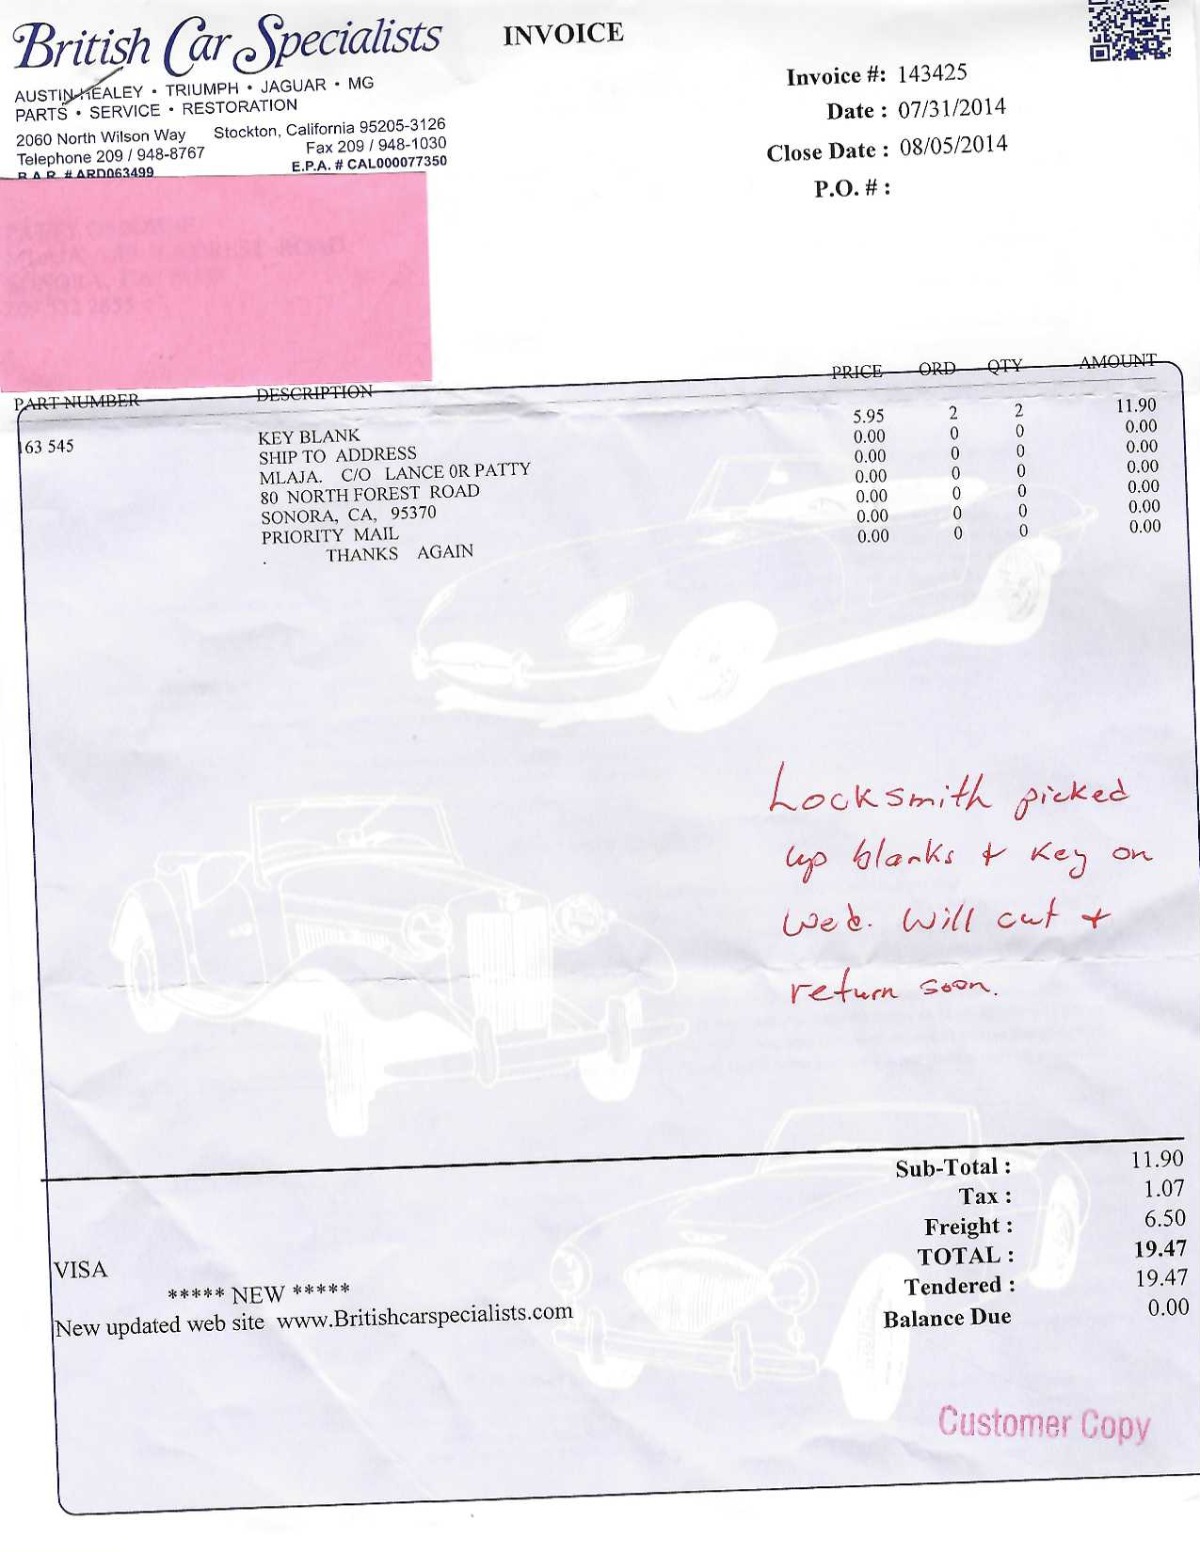 British Car Specialists
AUSTIN-HEALEY • TRIUMPH • JAGUAR • MG
PARTS • SERVICE • RESTORATION
2060 North Wilson Way Stockton, California 95205-3126
Telephone 209 / 948-8767 Fax 209 / 948-1030
B.A.R. # ARD063499 E.P.A. # CAL000077350
INVOICE
Invoice #: 143425
Date : 07/31/2014
Close Date : 08/05/2014
P.O. # :
PART NUMBER DESCRIPTION PRICE ORD QTY AMOUNT
163 545 KEY BLANK 5.95 2 2 11.90
SHIP TO ADDRESS 0.00 0 0 0.00
MLAJA. C/O LANCE 0R PATTY 0.00 0 0 0.00
80 NORTH FOREST ROAD 0.00 0 0 0.00
SONORA, CA, 95370 0.00 0 0 0.00
PRIORITY MAIL 0.00 0 0 0.00
. THANKS AGAIN 0.00 0 0 0.00
Locksmith picked
up blanks & key on
Wed. Will cut &
return soon.
Sub-Total : 11.90
Tax : 1.07
Freight : 6.50
TOTAL : 19.47
Tendered : 19.47
Balance Due 0.00
VISA
***** NEW *****
New updated web site www.Britishcarspecialists.com
Customer Copy